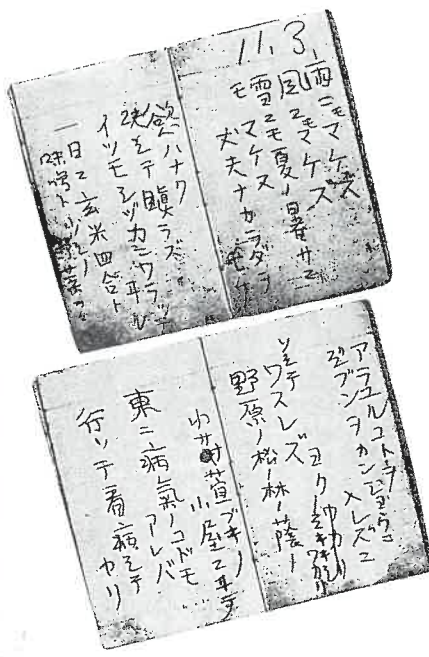 11.3.
雨ニモマケズ
風ニモマケズ
雪ニモ夏ノ暑サニ
モ マケヌ
丈夫ナカラダヲ
モチ
慾ハナク
決シテ瞋ラズ
イツモシヅカニワラッテヰル
一日ニ玄米四合ト
味噌ト少シノ
アラユルコトヲ
ジブンヲカンジョウニ
入レズニ
ヨクミキキシワカリ
ソシテワスレズ
野原ノ松ノ林ノ蔭ノ
小サナ萱ブキノ
小屋ニヰテ
東ニ病氣ノコドモ
アレバ
行ッテ看病シテ
ヤリ